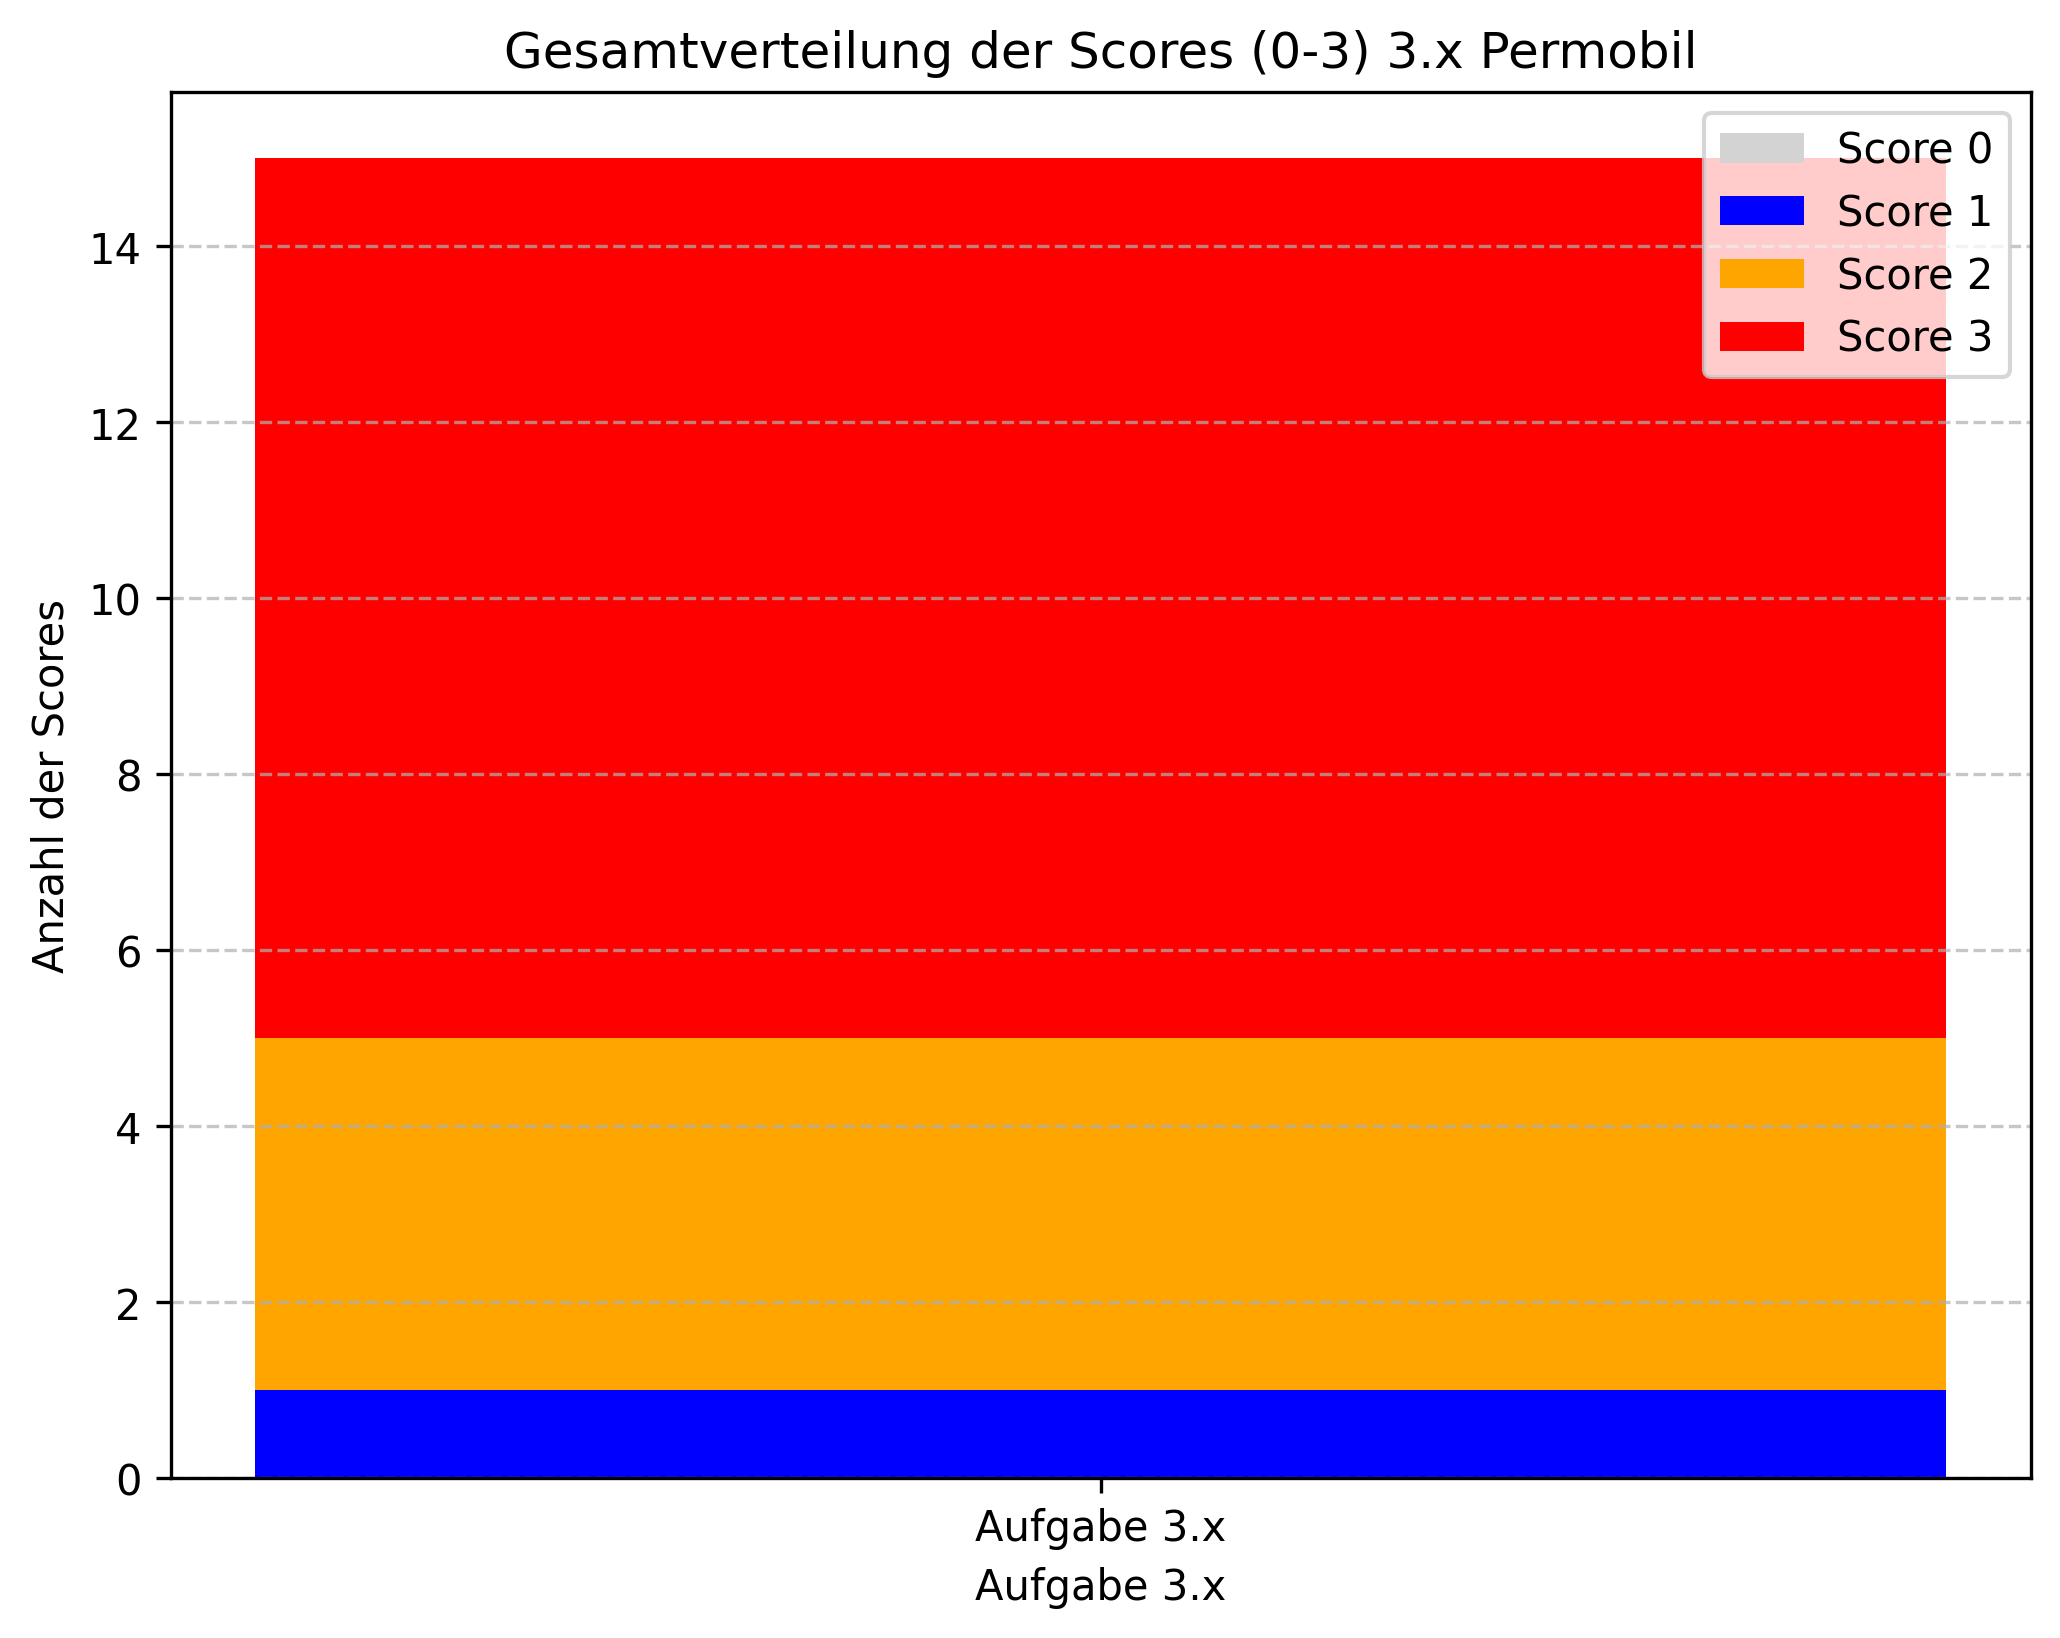 Gesamtverteilung der Scores (0-3) 3.x Permobil
Score 0
Score 1
Score 2
Score 3
Anzahl der Scores
14
12
10
8
6
4
2
0
Aufgabe 3.x
Aufgabe 3.x